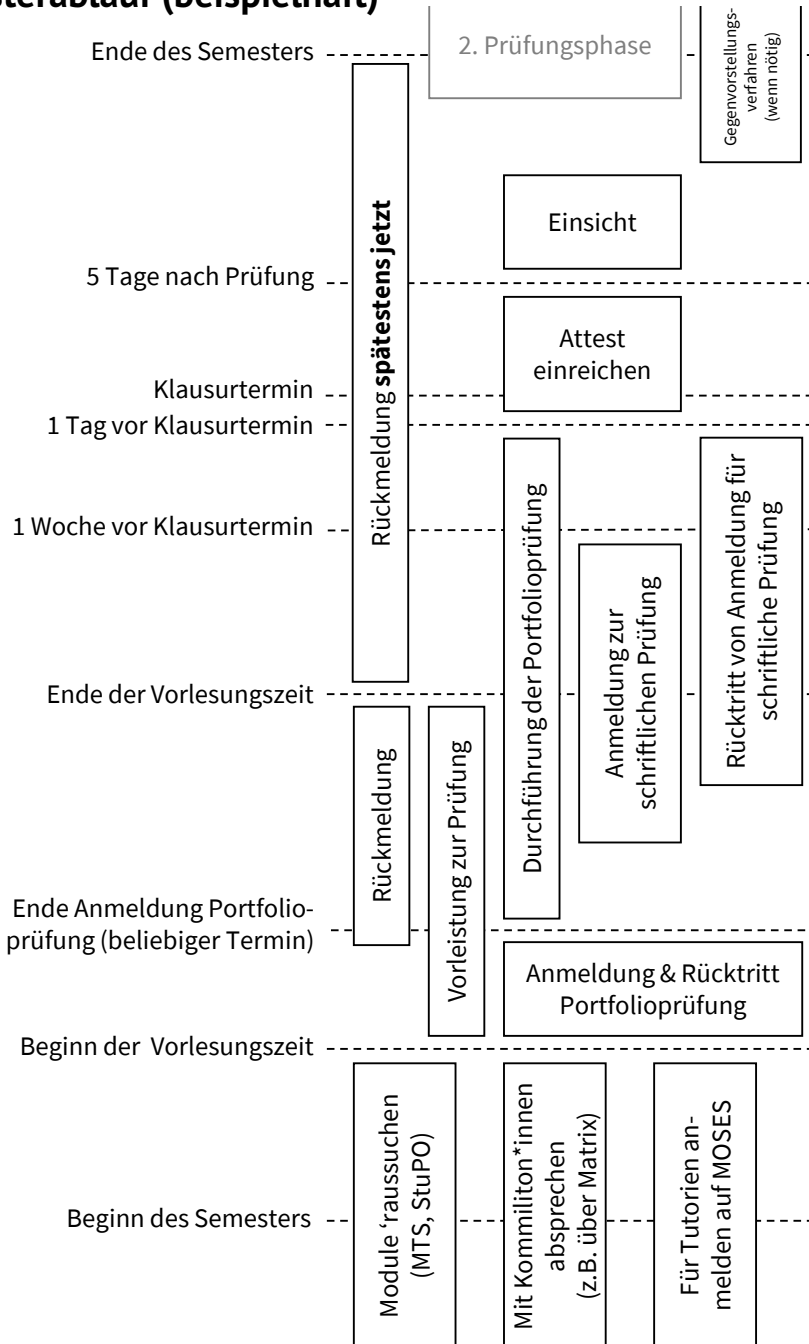 Ende des Semesters
2. Prüfungsphase
Gegenvorstellungs-
verfahren
(wenn nötig)
Einsicht
Rückmeldung spätestens jetzt
5 Tage nach Prüfung
Attest
einreichen
Klausurtermin
1 Tag vor Klausurtermin
1 Woche vor Klausurtermin
Durchführung der Portfolioprüfung
Anmeldung zur
schriftlichen Prüfung
Rücktritt von Anmeldung für
schriftliche Prüfung
Ende der Vorlesungszeit
Rückmeldung
Vorleistung zur Prüfung
Ende Anmeldung Portfolio-
prüfung (beliebiger Termin)
Anmeldung & Rücktritt
Portfolioprüfung
Beginn der Vorlesungszeit
Module ‘raussuchen
(MTS, StuPO)
Mit Kommiliton*innen
absprechen
(z.B. über Matrix)
Für Tutorien an-
melden auf MOSES
Beginn des Semesters